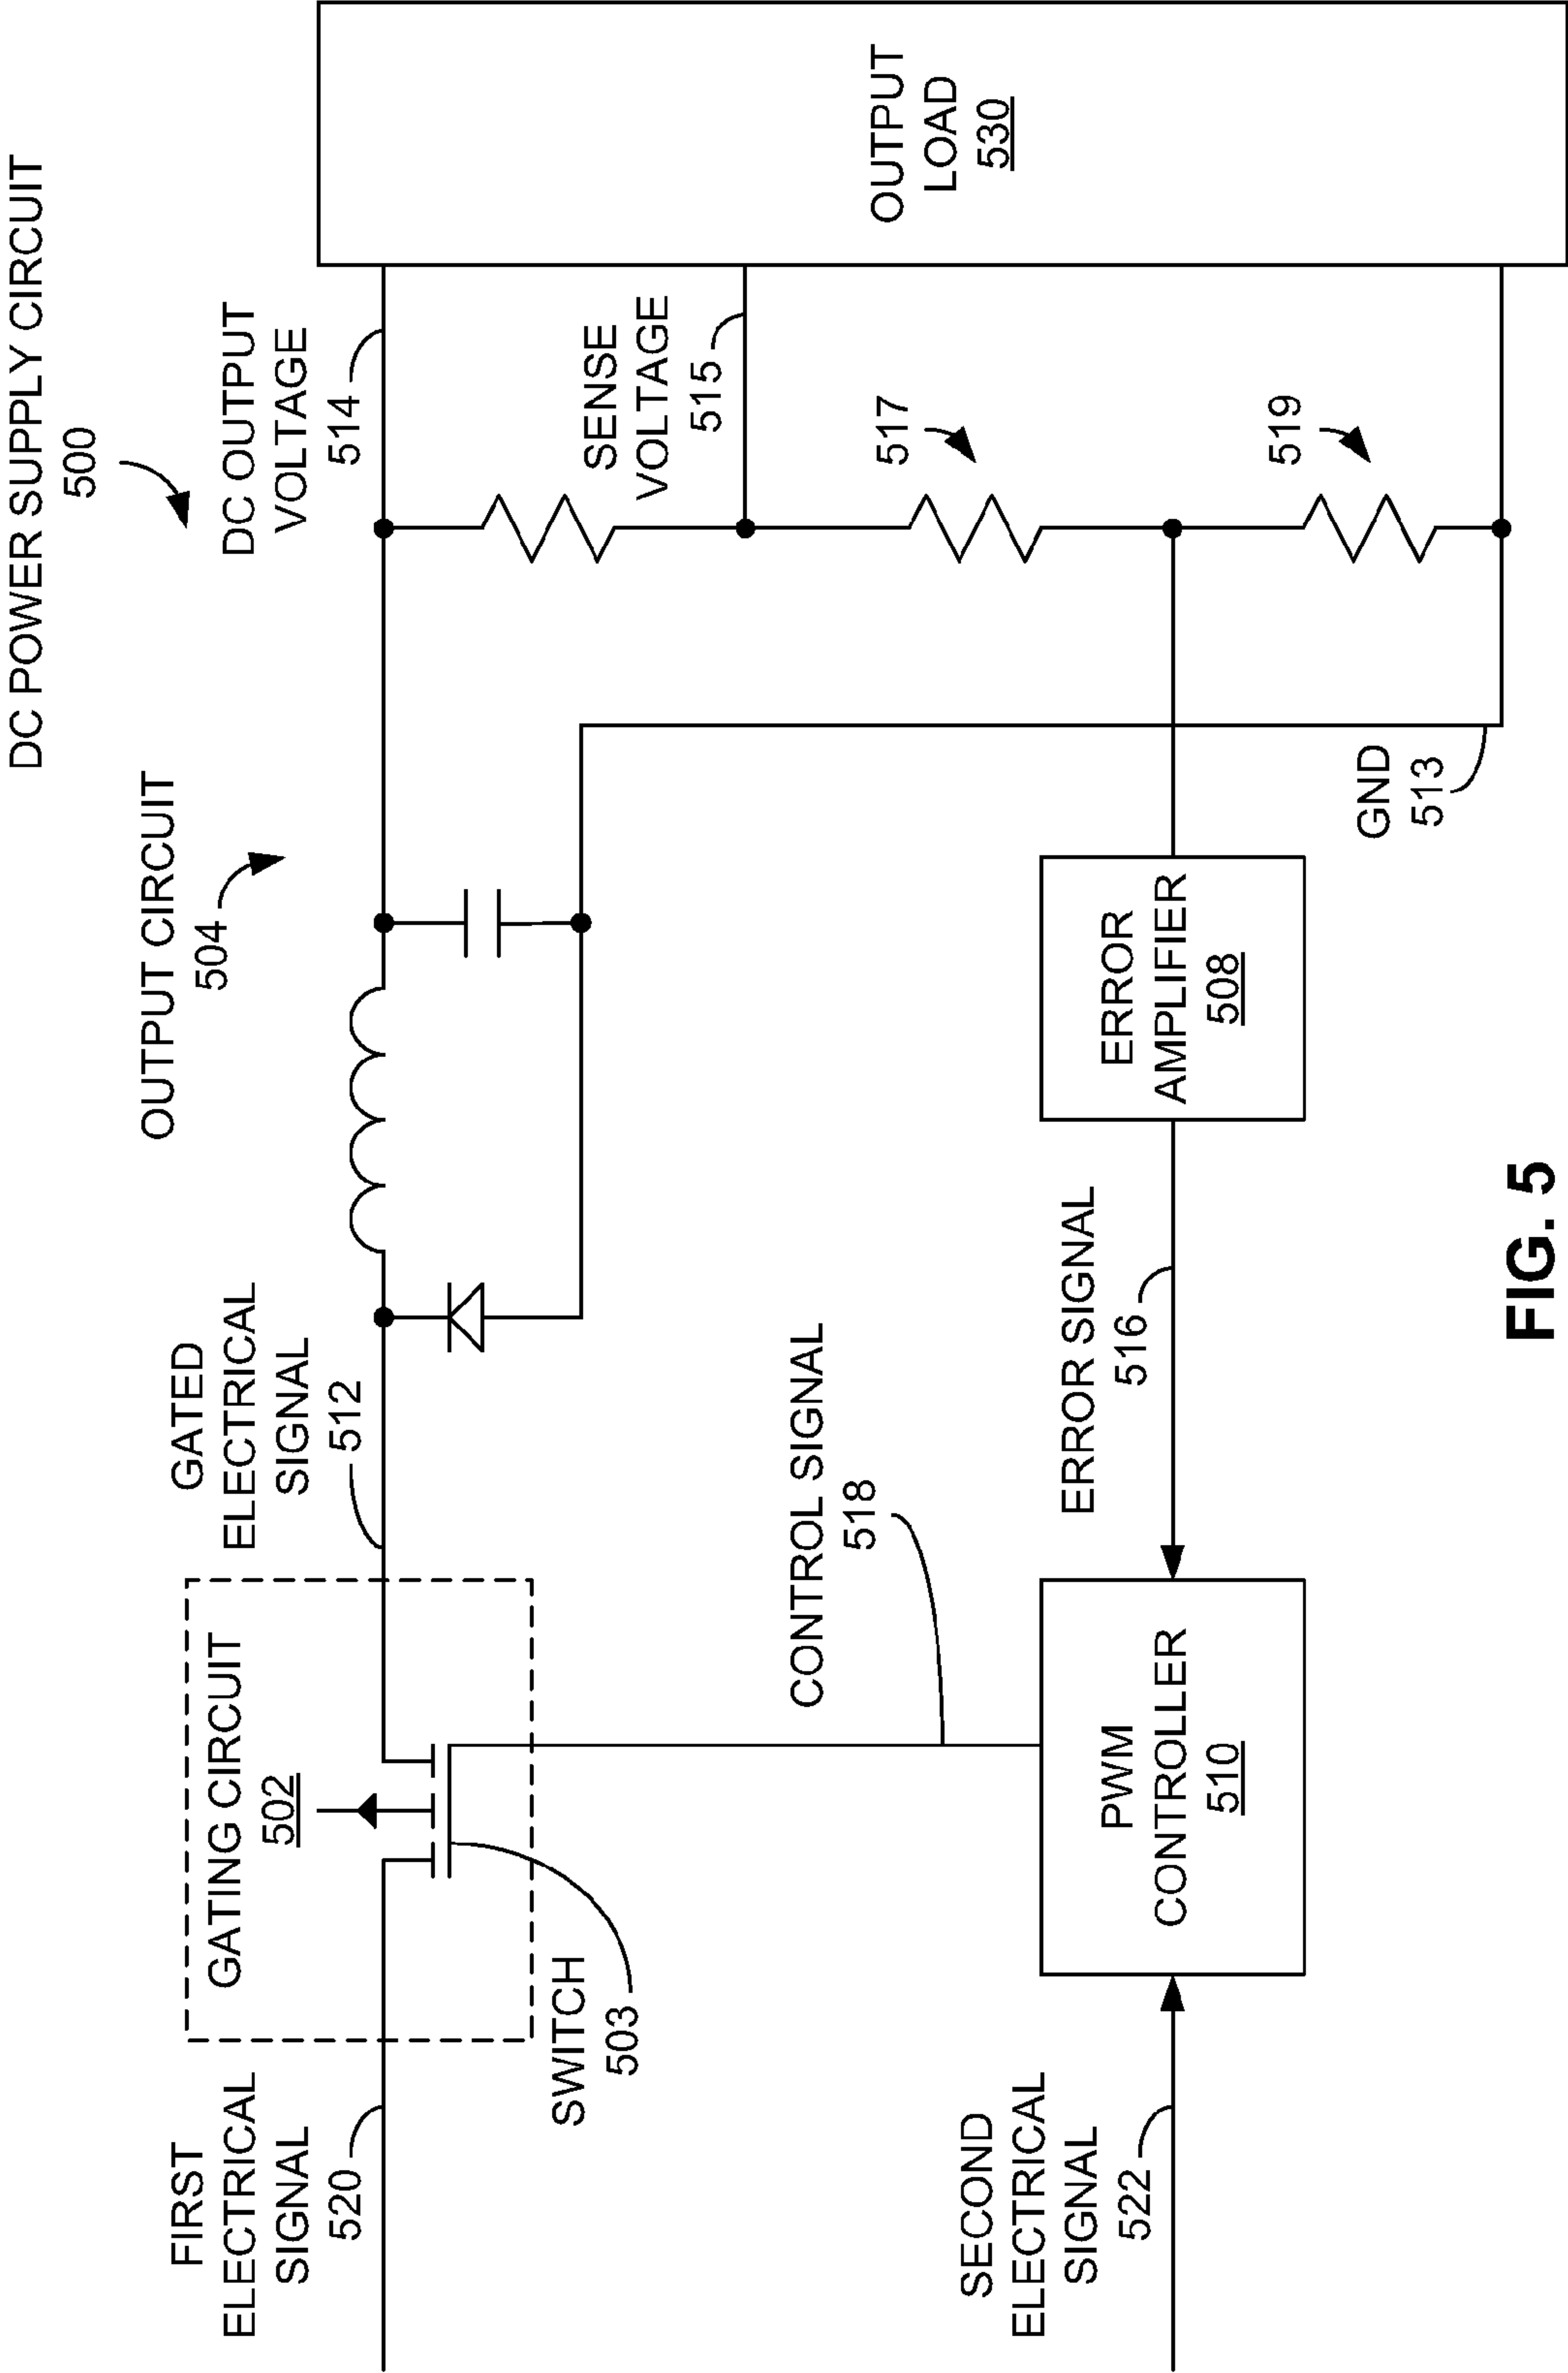 DC POWER SUPPLY CIRCUIT
500
OUTPUT CIRCUIT
504
FIRST
ELECTRICAL
SIGNAL
520
GATING CIRCUIT
502
SWITCH
503
GATED
ELECTRICAL
SIGNAL
512
DC OUTPUT
VOLTAGE
514
SENSE
VOLTAGE
515
517
519
OUTPUT
LOAD
530
CONTROL SIGNAL
518
SECOND
ELECTRICAL
SIGNAL
522
PWM
CONTROLLER
510
ERROR SIGNAL
516
ERROR
AMPLIFIER
508
GND
513
FIG. 5